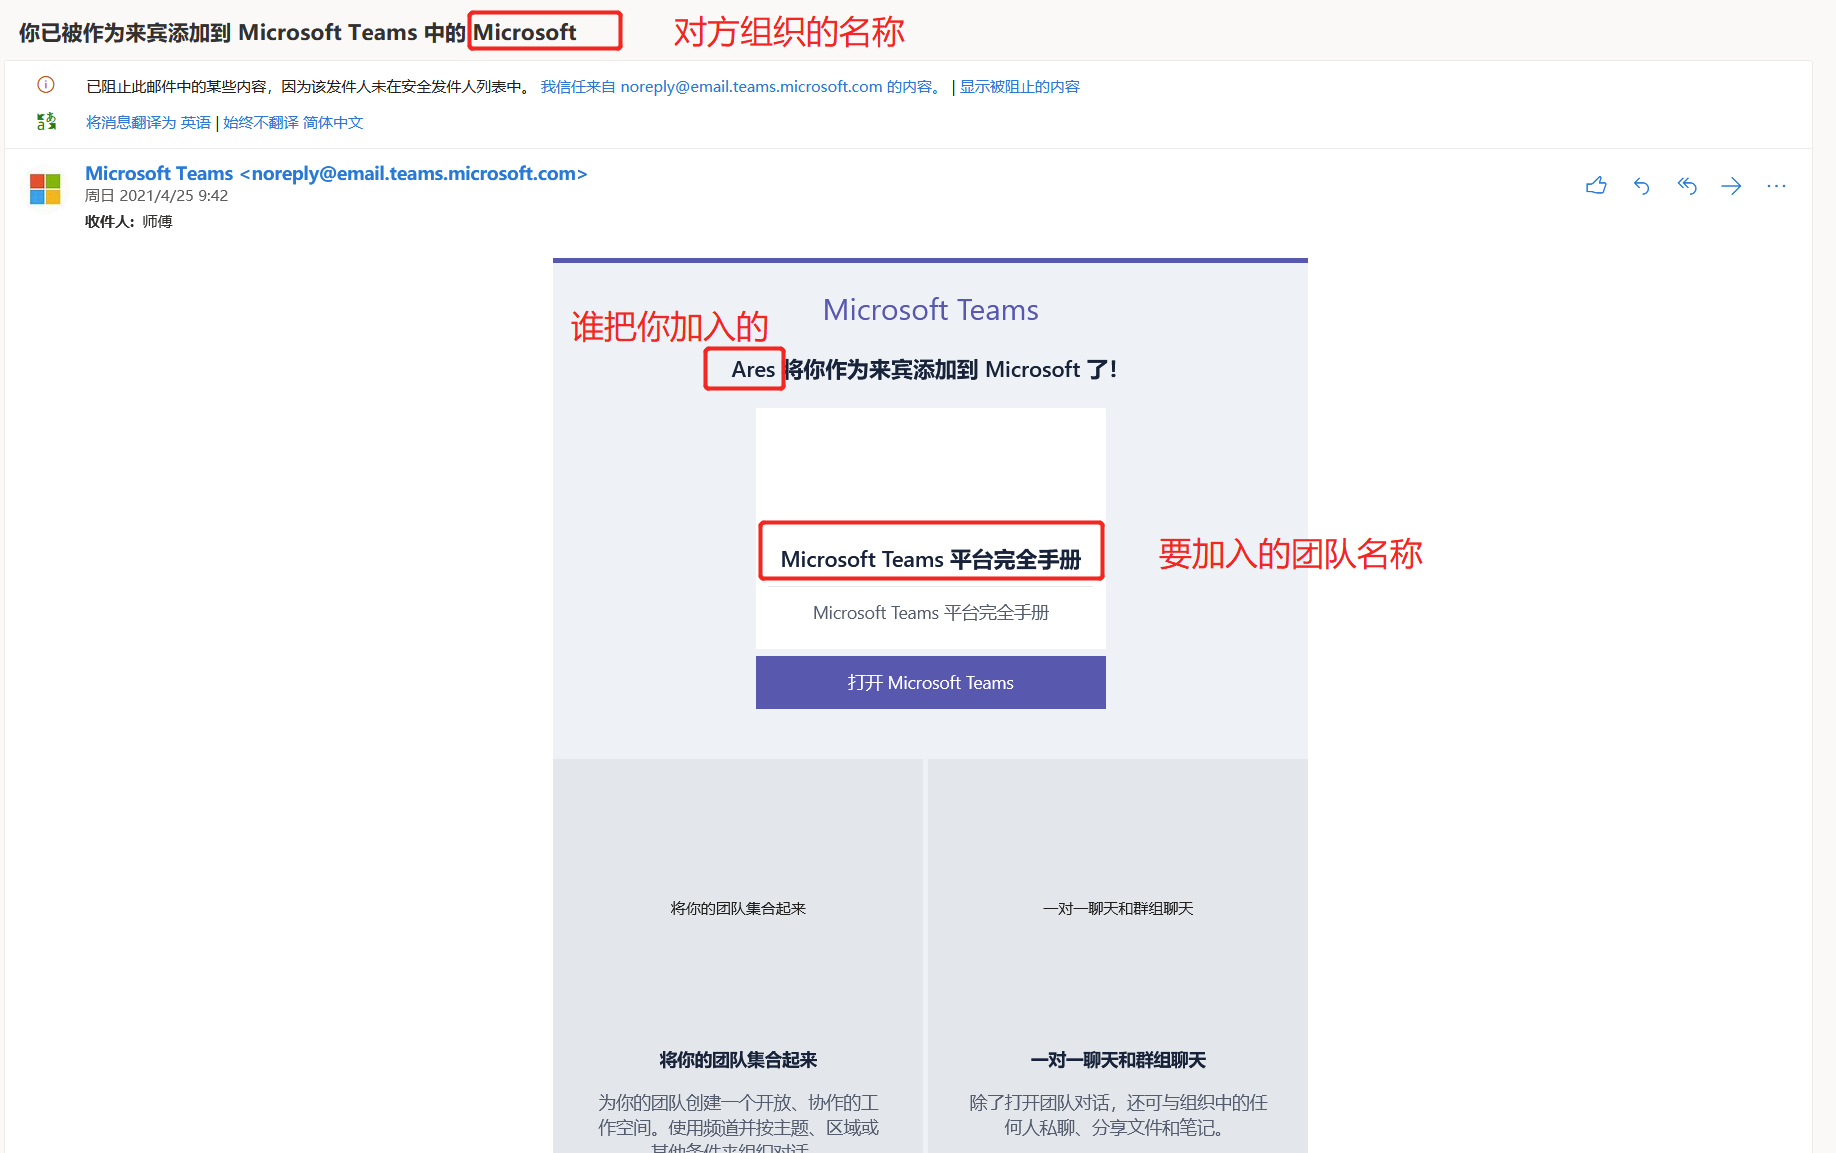 你已被作为来宾添加到 Microsoft Teams 中的 Microsoft
对方组织的名称
已阻止此邮件中的某些内容，因为该发件人未在安全发件人列表中。 我信任来自 noreply@email.teams.microsoft.com 的内容。 | 显示被阻止的内容
将消息翻译为 英语 | 始终不翻译 简体中文
Microsoft Teams <noreply@email.teams.microsoft.com>
周日 2021/4/25 9:42
收件人: 师傅
Microsoft Teams
谁把你加入的
Ares 将你作为来宾添加到 Microsoft 了！
Microsoft Teams 平台完全手册
要加入的团队名称
Microsoft Teams 平台完全手册
打开 Microsoft Teams
将你的团队集合起来
一对一聊天和群组聊天
将你的团队集合起来
一对一聊天和群组聊天
为你的团队创建一个开放、协作的工
作空间。使用频道并按主题、区域或
其他条件来组织对话。
除了打开团队对话，还可与组织中的任
何人私聊、分享文件和笔记。